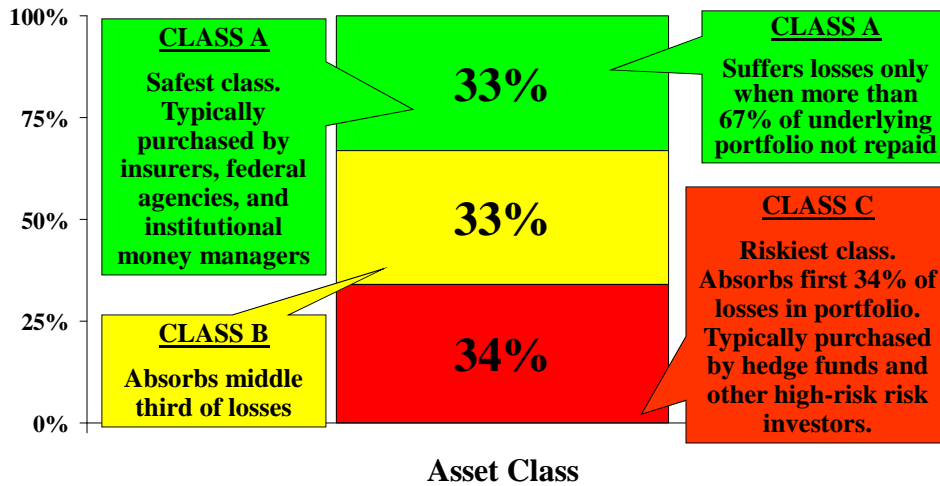 100%
75%
50%
25%
0%
CLASS A
Safest class.
Typically
purchased by
insurers, federal
agencies, and
institutional
money managers
CLASS B
Absorbs middle
third of losses
33%
33%
34%
CLASS A
Suffers losses only
when more than
67% of underlying
portfolio not repaid
CLASS C
Riskiest class.
Absorbs first 34% of
losses in portfolio.
Typically purchased
by hedge funds and
other high-risk risk
investors.
Asset Class